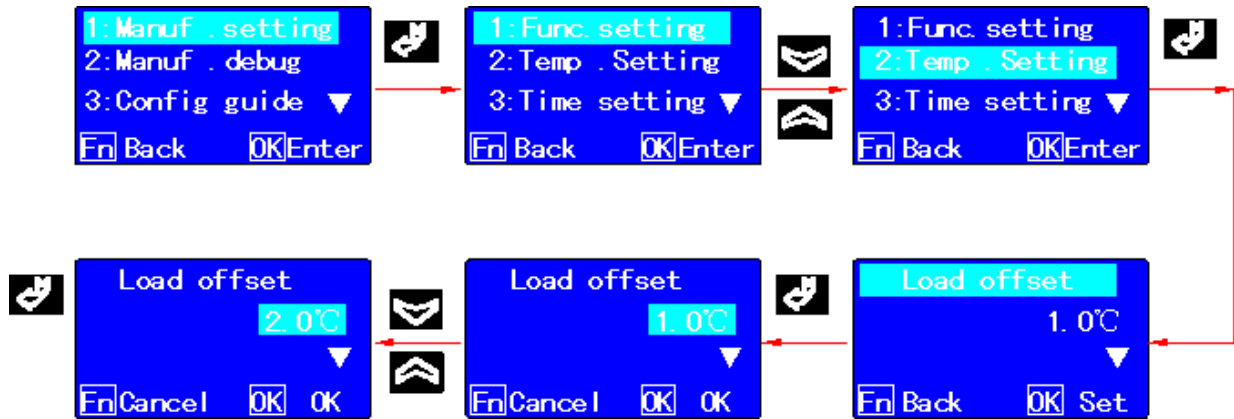 1:Manuf .setting
2:Manuf .debug
3:Config guide ▼
Fn Back OK Enter
1:Func.setting
2:Temp .Setting
3:Time setting ▼
Fn Back OK Enter
1:Func.setting
2:Temp .Setting
3:Time setting ▼
Fn Back OK Enter
Load offset
2.0℃
▼
Fn Cancel OK OK
Load offset
1.0℃
▼
Fn Cancel OK OK
Load offset
1.0℃
▼
Fn Back OK Set